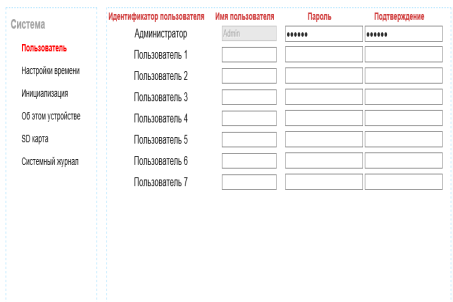 Система
Пользователь
Настройки времени
Инициализация
Об этом устройстве
SD карта
Системный журнал
Идентификатор пользователя Имя пользователя Пароль Подтверждение
Администратор Admin •••••• ••••••
Пользователь 1
Пользователь 2
Пользователь 3
Пользователь 4
Пользователь 5
Пользователь 6
Пользователь 7